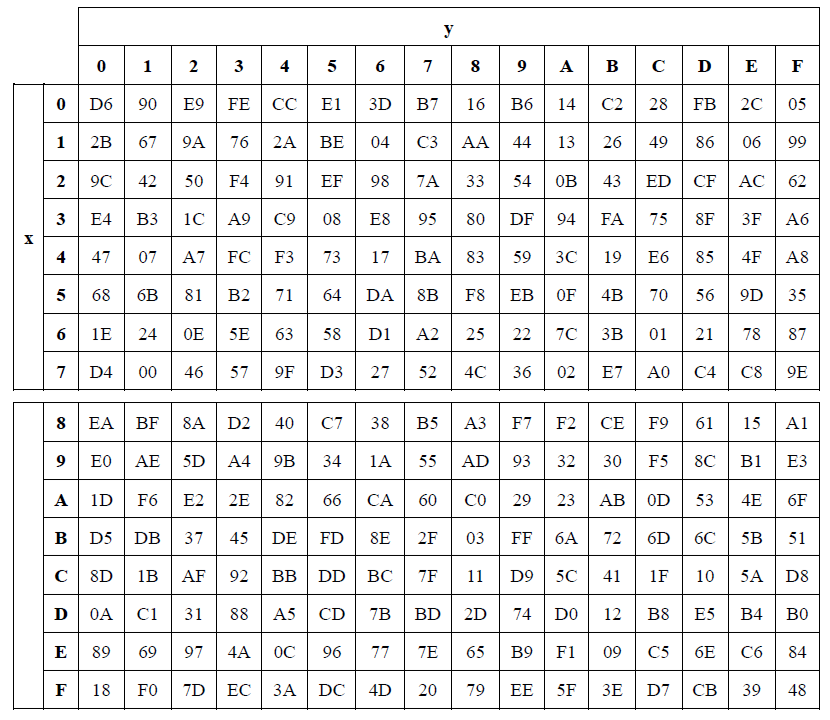 y
0 1 2 3 4 5 6 7 8 9 A B C D E F
0 D6 90 E9 FE CC E1 3D B7 16 B6 14 C2 28 FB 2C 05
1 2B 67 9A 76 2A BE 04 C3 AA 44 13 26 49 86 06 99
2 9C 42 50 F4 91 EF 98 7A 33 54 0B 43 ED CF AC 62
x 3 E4 B3 1C A9 C9 08 E8 95 80 DF 94 FA 75 8F 3F A6
4 47 07 A7 FC F3 73 17 BA 83 59 3C 19 E6 85 4F A8
5 68 6B 81 B2 71 64 DA 8B F8 EB 0F 4B 70 56 9D 35
6 1E 24 0E 5E 63 58 D1 A2 25 22 7C 3B 01 21 78 87
7 D4 00 46 57 9F D3 27 52 4C 36 02 E7 A0 C4 C8 9E
8 EA BF 8A D2 40 C7 38 B5 A3 F7 F2 CE F9 61 15 A1
9 E0 AE 5D A4 9B 34 1A 55 AD 93 32 30 F5 8C B1 E3
A 1D F6 E2 2E 82 66 CA 60 C0 29 23 AB 0D 53 4E 6F
B D5 DB 37 45 DE FD 8E 2F 03 FF 6A 72 6D 6C 5B 51
C 8D 1B AF 92 BB DD BC 7F 11 D9 5C 41 1F 10 5A D8
D 0A C1 31 88 A5 CD 7B BD 2D 74 D0 12 B8 E5 B4 B0
E 89 69 97 4A 0C 96 77 7E 65 B9 F1 09 C5 6E C6 84
F 18 F0 7D EC 3A DC 4D 20 79 EE 5F 3E D7 CB 39 48